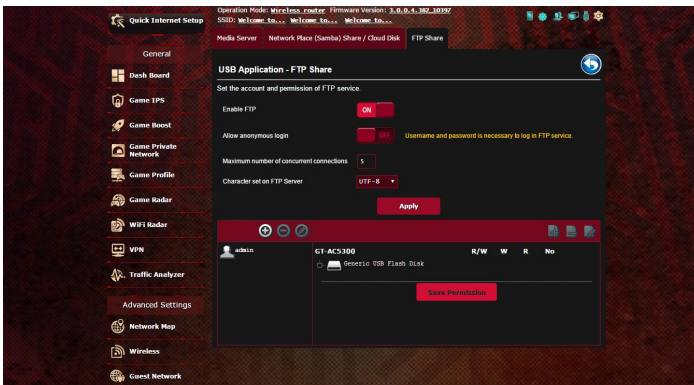 Quick Internet Setup
Operation Mode: Wireless router Firmware Version: 3.0.0.4.382_10397
SSID: Welcome to... Welcome to... Welcome to...
Media Server Network Place (Samba) Share / Cloud Disk FTP Share
General
Dash Board
Game IPS
Game Boost
Game Private
Network
Game Profile
Game Radar
WiFi Radar
VPN
Traffic Analyzer
Advanced Settings
Network Map
Wireless
Guest Network
USB Application - FTP Share
Set the account and permission of FTP service.
Enable FTP ON
Allow anonymous login OFF Username and password is necessary to log in FTP service.
Maximum number of concurrent connections 5
Character set on FTP Server UTF-8
Apply
admin
GT-AC5300 R/W W R No
Generic USB Flash Disk
Save Permission